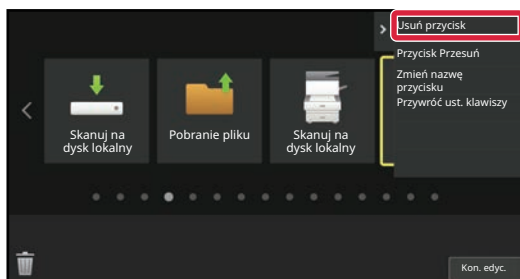 Usuń przycisk
Przycisk Przesuń
Zmień nazwę
przycisku
Przywróć ust. klawiszy
Skanuj na
dysk lokalny
Pobranie pliku
Skanuj na
dysk lokalny
Kon. edyc.